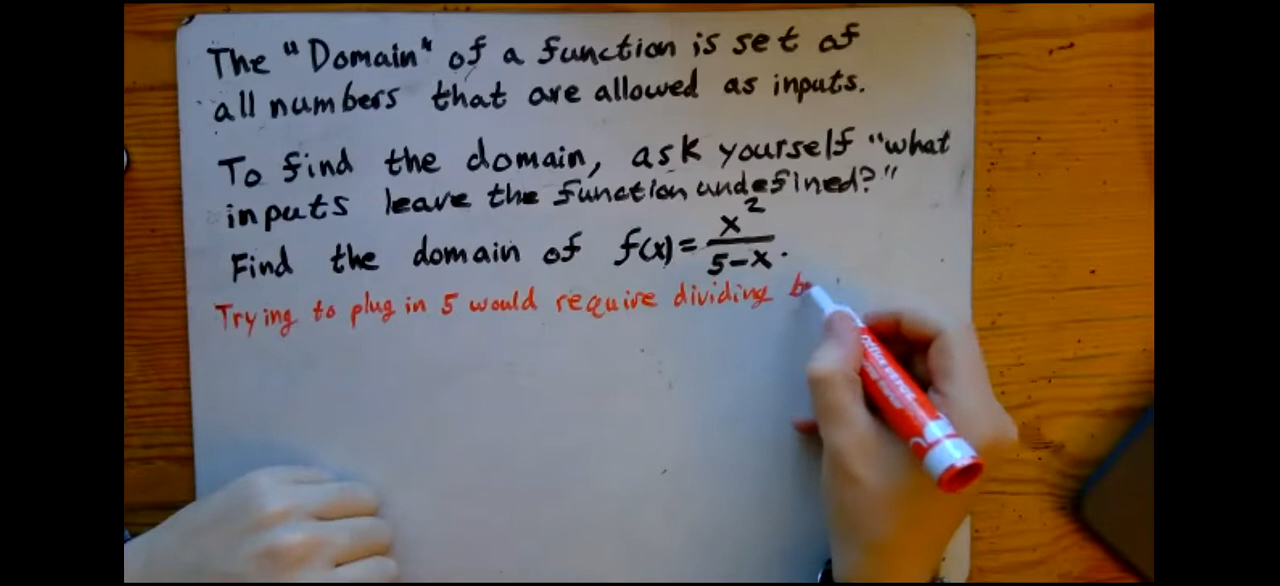 The "Domain" of a function is set of
all numbers that are allowed as inputs.
To find the domain, ask yourself "what
inputs leave the function undefined?"
Find the domain of f(x) = x²/(5-x).
Trying to plug in 5 would require dividing